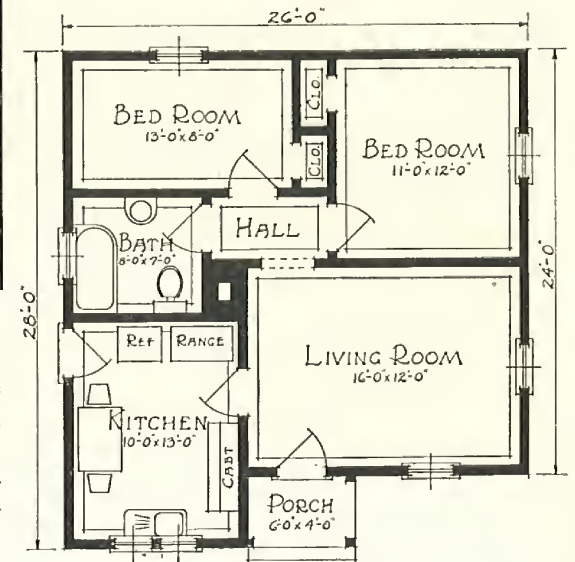 26'-0"
BED ROOM
13'-0"x8'-0"
CLO.
CLO.
BED ROOM
11'-0"x12'-0"
HALL
BATH
8'-0"x7'-0"
28'-0"
24'-0"
REF
RANGE
LIVING ROOM
16'-0"x12'-0"
KITCHEN
10'-0"x13'-0"
CABT
PORCH
6'-0"x4'-0"